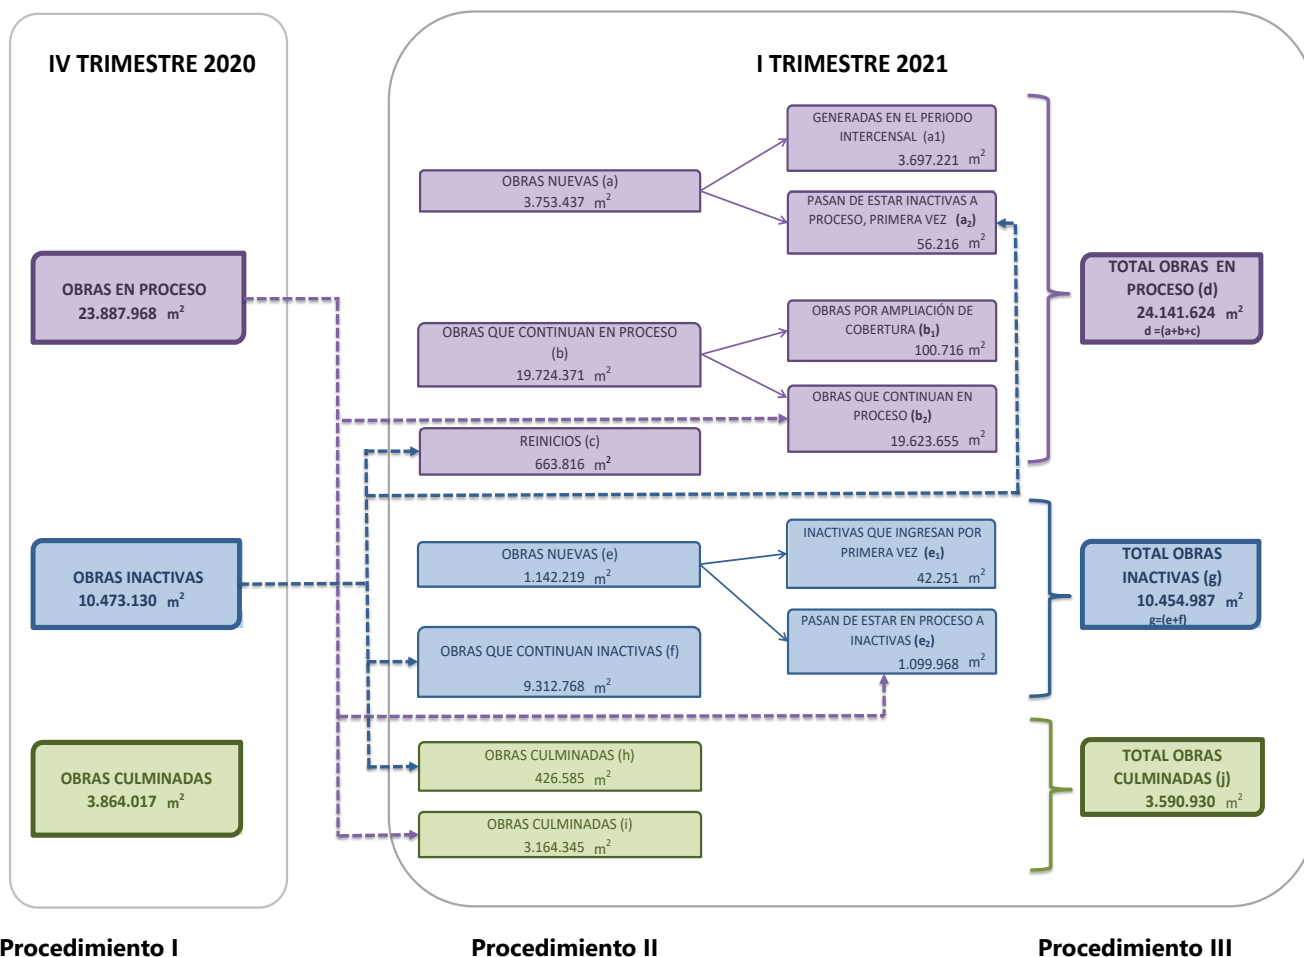 IV TRIMESTRE 2020
I TRIMESTRE 2021
OBRAS EN PROCESO
23.887.968 m²
OBRAS INACTIVAS
10.473.130 m²
OBRAS CULMINADAS
3.864.017 m²
OBRAS NUEVAS (a)
3.753.437 m²
OBRAS QUE CONTINUAN EN PROCESO
(b)
19.724.371 m²
REINICIOS (c)
663.816 m²
OBRAS NUEVAS (e)
1.142.219 m²
OBRAS QUE CONTINUAN INACTIVAS (f)
9.312.768 m²
OBRAS CULMINADAS (h)
426.585 m²
OBRAS CULMINADAS (i)
3.164.345 m²
GENERADAS EN EL PERIODO
INTERCENSAL (a1)
3.697.221 m²
PASAN DE ESTAR INACTIVAS A
PROCESO, PRIMERA VEZ (a₂)
56.216 m²
OBRAS POR AMPLIACIÓN DE
COBERTURA (b₁)
100.716 m²
OBRAS QUE CONTINUAN EN
PROCESO (b₂)
19.623.655 m²
INACTIVAS QUE INGRESAN POR
PRIMERA VEZ (e₁)
42.251 m²
PASAN DE ESTAR EN PROCESO A
INACTIVAS (e₂)
1.099.968 m²
TOTAL OBRAS EN
PROCESO (d)
24.141.624 m²
d =(a+b+c)
TOTAL OBRAS
INACTIVAS (g)
10.454.987 m²
g=(e+f)
TOTAL OBRAS
CULMINADAS (j)
3.590.930 m²
Procedimiento I
Procedimiento II
Procedimiento III